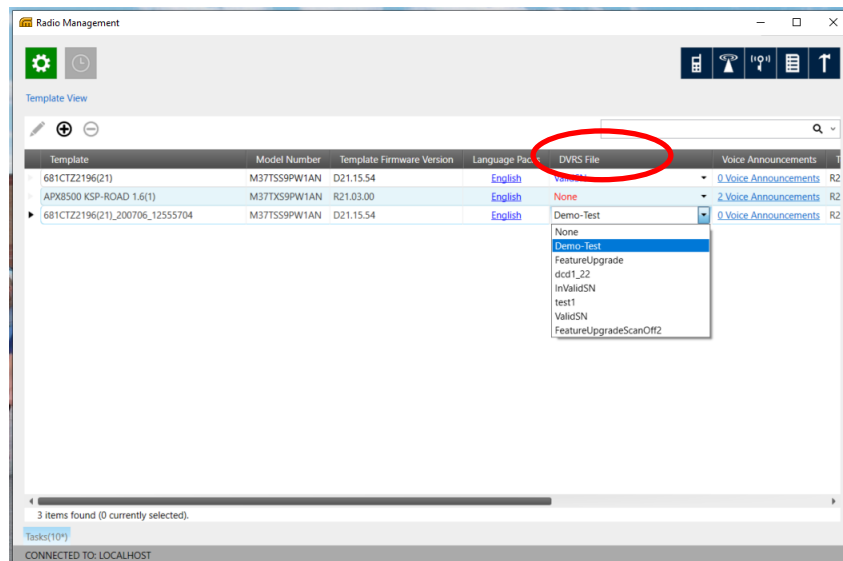 Radio Management
Template View
Template Model Number Template Firmware Version Language Packs DVRS File Voice Announcements T
681CTZ2196(21) M37TSS9PW1AN D21.15.54 English ValidSN 0 Voice Announcements R2
APX8500 KSP-ROAD 1.6(1) M37TXS9PW1AN R21.03.00 English None 2 Voice Announcements R2
681CTZ2196(21)_200706_12555704 M37TSS9PW1AN D21.15.54 English Demo-Test 0 Voice Announcements R2
None
Demo-Test
FeatureUpgrade
dcd1_22
InValidSN
test1
ValidSN
FeatureUpgradeScanOff2
3 items found (0 currently selected).
Tasks(10*)
CONNECTED TO: LOCALHOST